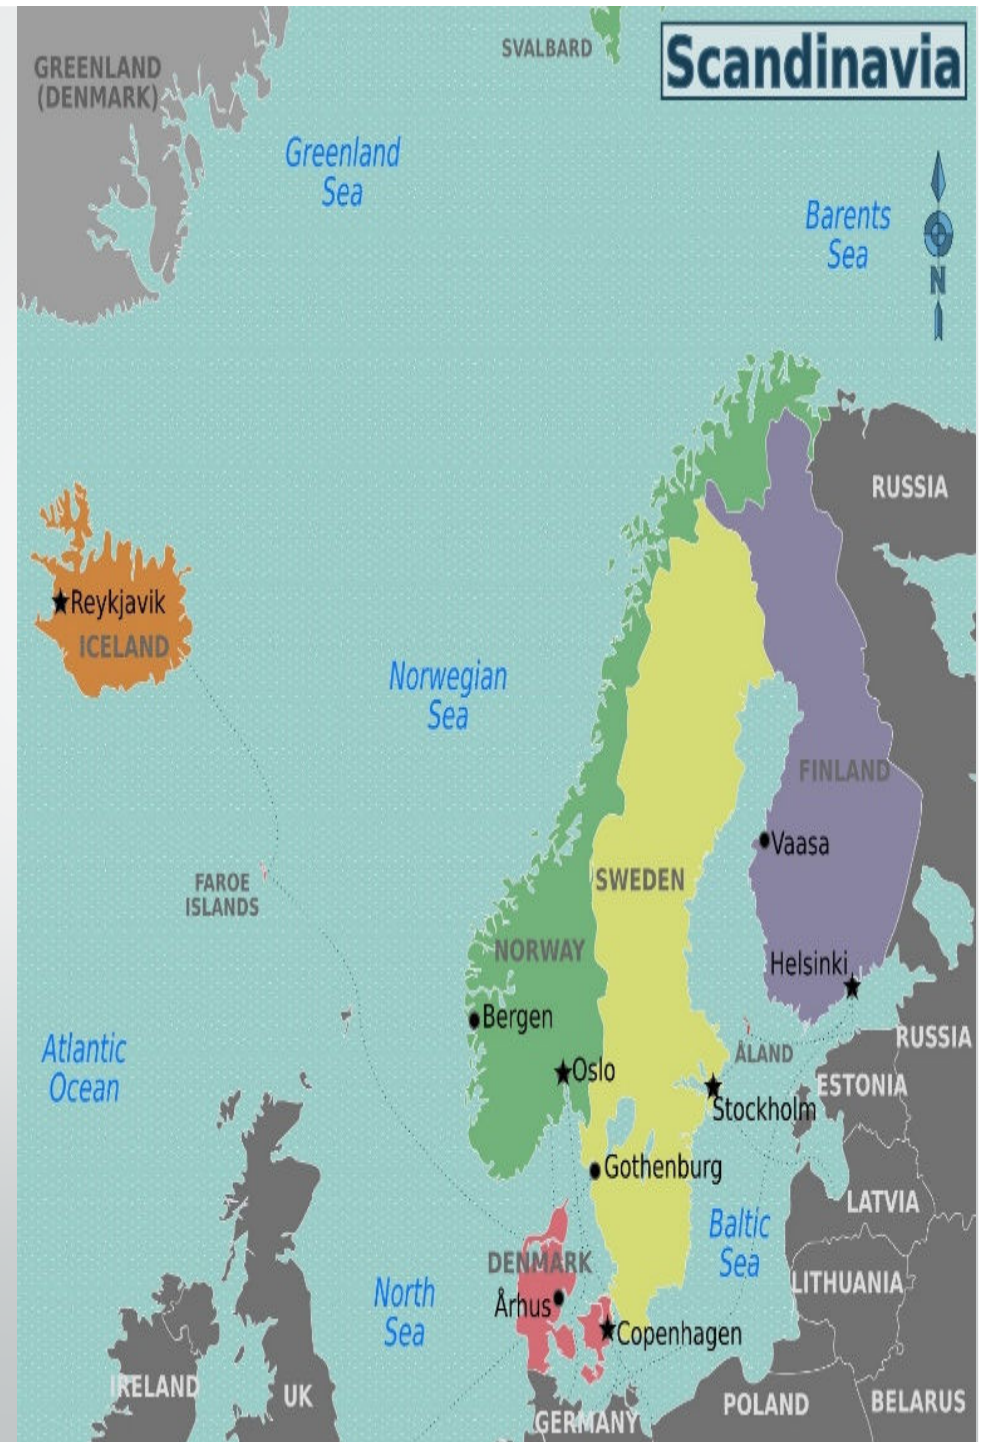 GREENLAND
(DENMARK)
SVALBARD
Scandinavia
Greenland
Sea
Barents
Sea
N
RUSSIA
Reykjavik
ICELAND
Norwegian
Sea
FINLAND
Vaasa
FAROE
ISLANDS
SWEDEN
NORWAY
Helsinki
Bergen
Atlantic
Ocean
RUSSIA
ÅLAND
Oslo
ESTONIA
Stockholm
Gothenburg
LATVIA
Baltic
Sea
DENMARK
LITHUANIA
North
Sea
Århus
Copenhagen
IRELAND
UK
POLAND
BELARUS
GERMANY